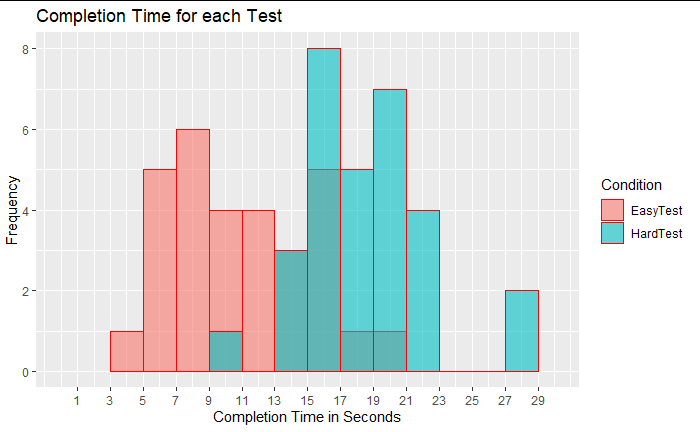 Completion Time for each Test
8
6
4
2
0
Frequency
1 3 5 7 9 11 13 15 17 19 21 23 25 27 29
Completion Time in Seconds
Condition
EasyTest
HardTest